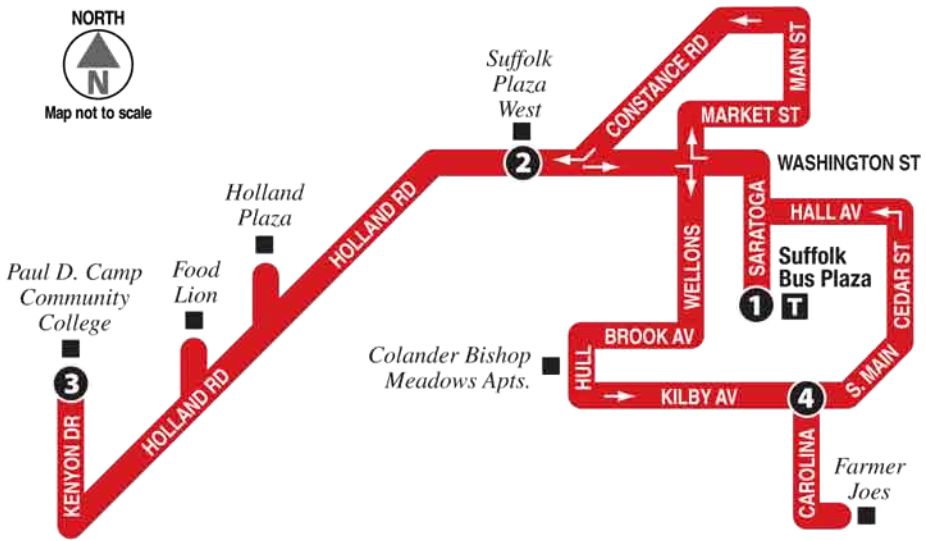 NORTH
N
Map not to scale
Suffolk
Plaza
West
2
CONSTANCE RD
MAIN ST
MARKET ST
WASHINGTON ST
Holland
Plaza
HOLLAND RD
SARATOGA
HALL AV
Suffolk
Bus Plaza
1
T
WELLONS
CEDAR ST
Paul D. Camp
Community
College
Food
Lion
3
KENYON DR
HOLLAND RD
Colander Bishop
Meadows Apts.
HULL
BROOK AV
KILBY AV
4
S. MAIN
CAROLINA
Farmer
Joes